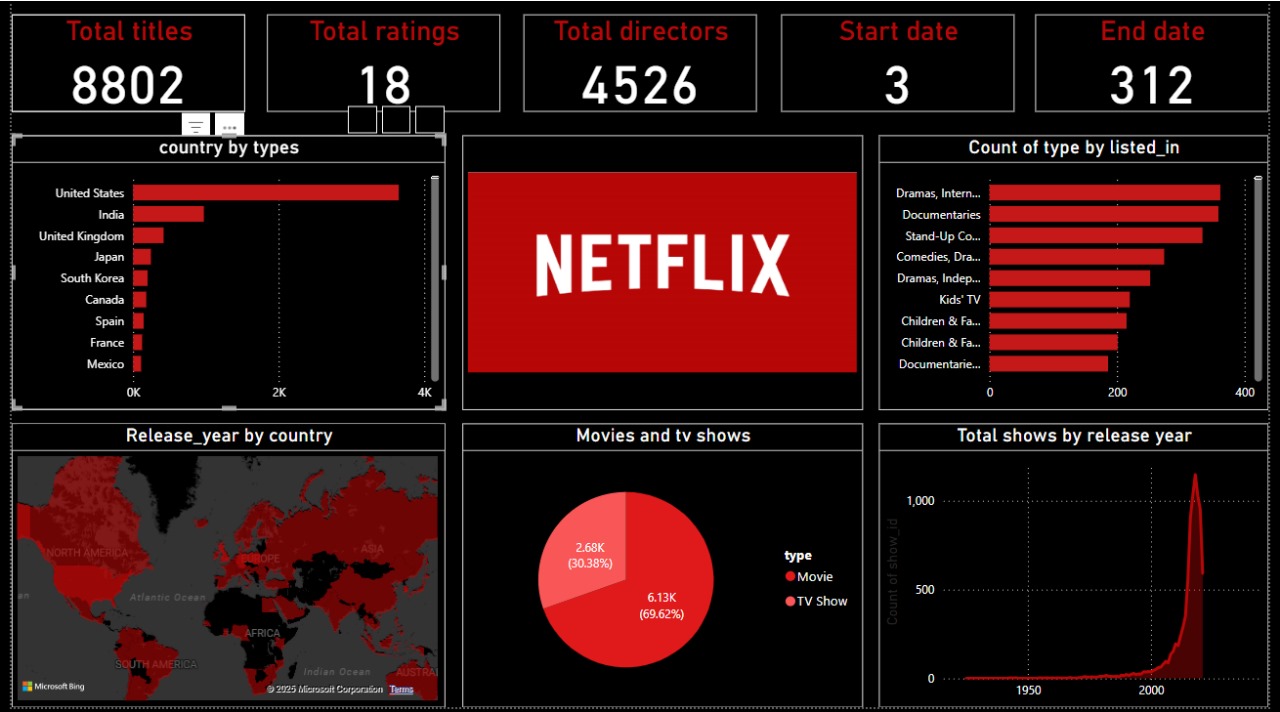 Total titles
8802
Total ratings
18
Total directors
4526
Start date
3
End date
312
country by types
United States
India
United Kingdom
Japan
South Korea
Canada
Spain
France
Mexico
0K
2K
4K
NETFLIX
Count of type by listed_in
Dramas, Intern...
Documentaries
Stand-Up Co...
Comedies, Dra...
Dramas, Indep...
Kids' TV
Children & Fa...
Children & Fa...
Documentarie...
0
200
400
Release_year by country
NORTH AMERICA
EUROPE
ASIA
an
Atlantic Ocean
AFRICA
SOUTH AMERICA
Indian Ocean
AUSTRAL
Microsoft Bing
© 2025 Microsoft Corporation Terms
Movies and tv shows
2.68K
(30.38%)
6.13K
(69.62%)
type
Movie
TV Show
Total shows by release year
Count of show_id
1,000
500
0
1950
2000